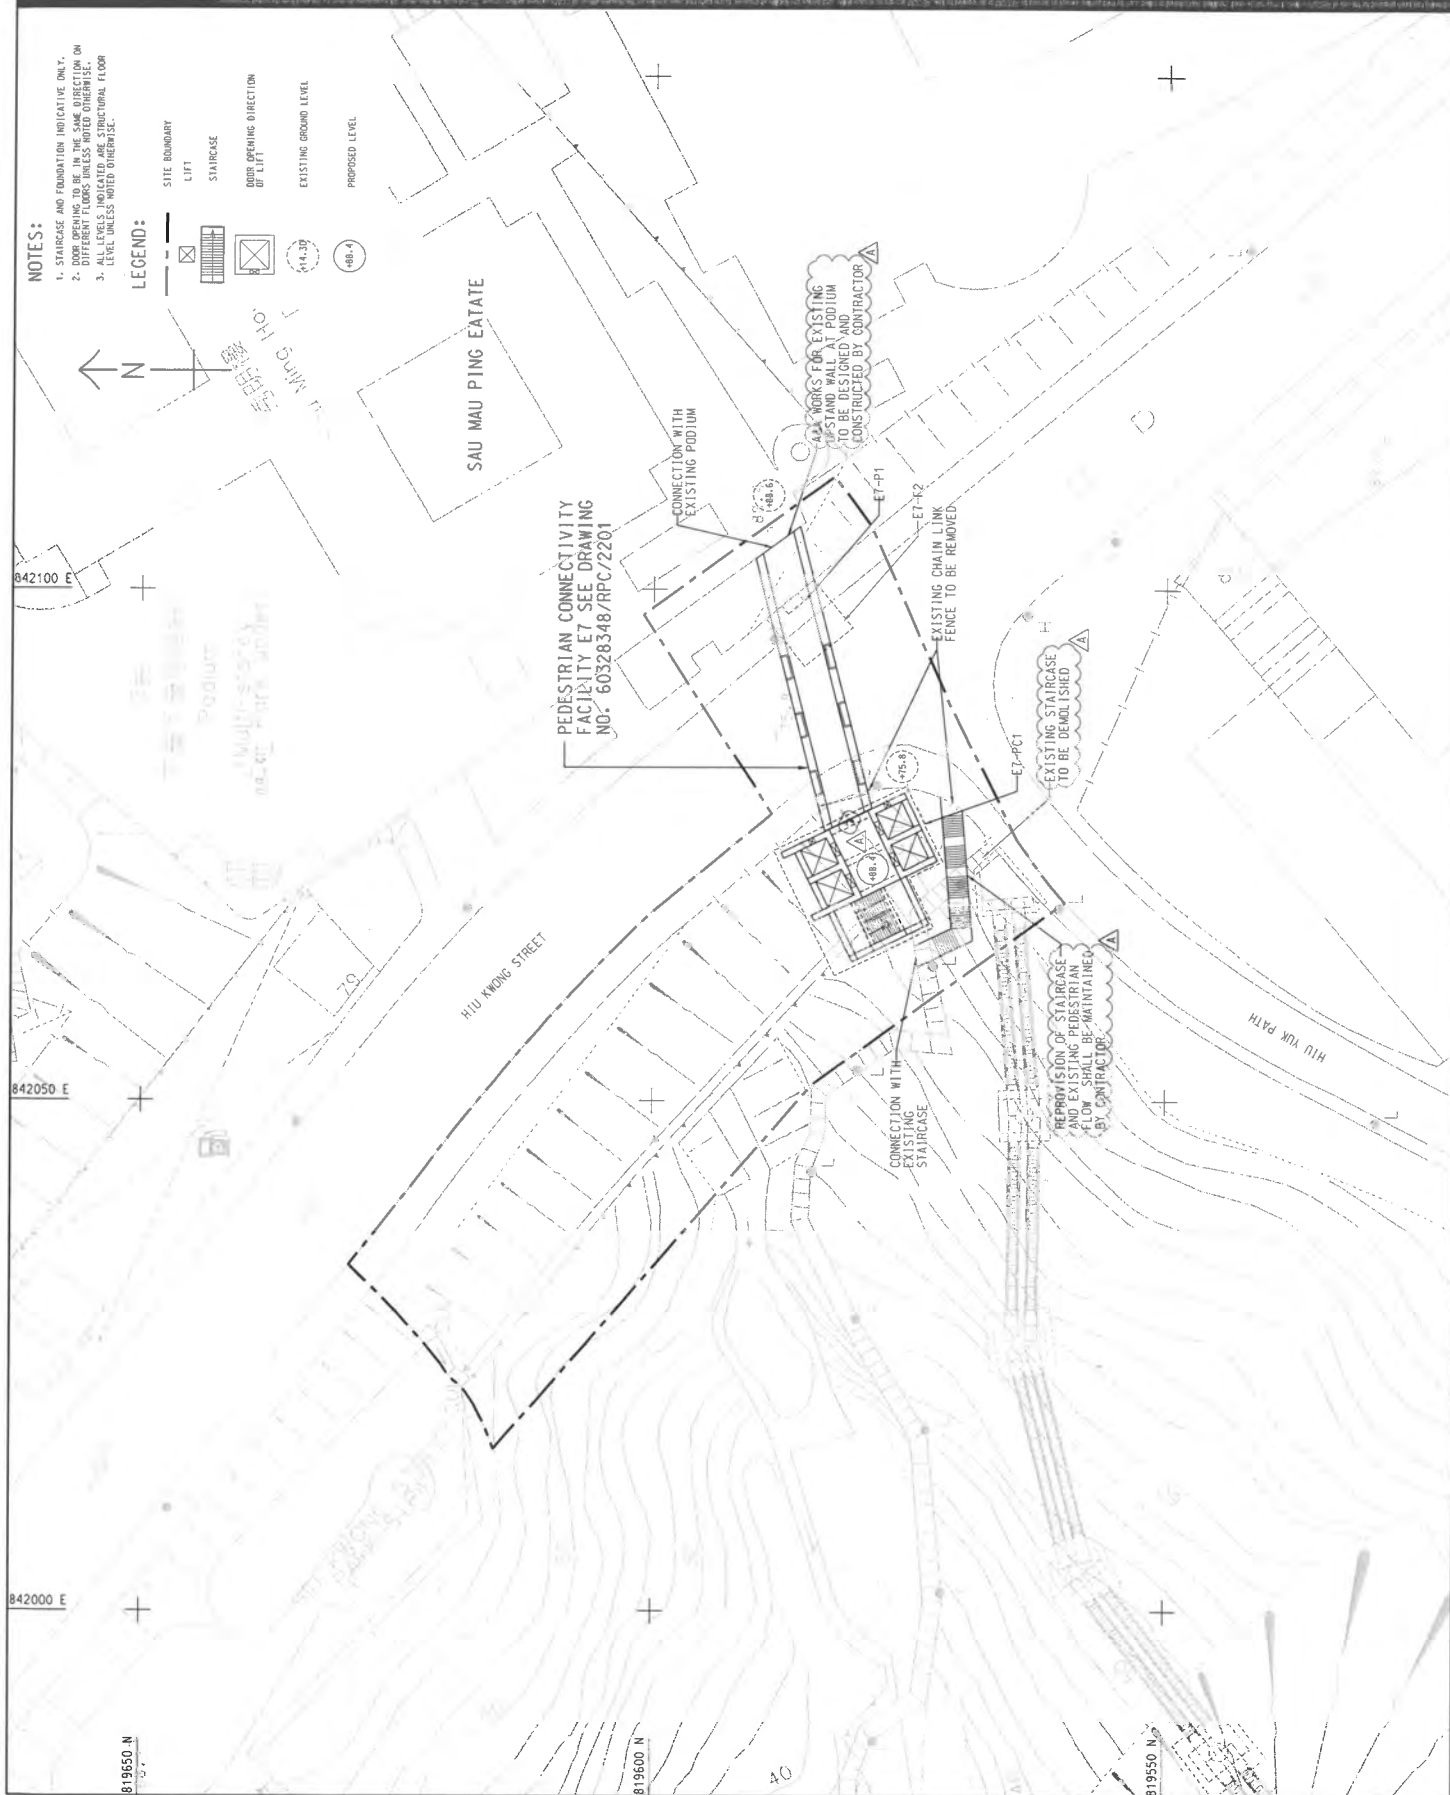 NOTES:
1. STAIRCASE AND FOUNDATION INDICATIVE ONLY.
2. DOOR OPENING TO BE IN THE SAME DIRECTION ON
DIFFERENT FLOORS UNLESS NOTED OTHERWISE.
3. ALL LEVELS INDICATED ARE STRUCTURAL FLOOR
LEVEL UNLESS NOTED OTHERWISE.
LEGEND:
SITE BOUNDARY
LIFT
STAIRCASE
DOOR OPENING DIRECTION
OF LIFT
+14.30
EXISTING GROUND LEVEL
+88.4
PROPOSED LEVEL
N
SAU MAU PING EATATE
PEDESTRIAN CONNECTIVITY
FACILITY E7 SEE DRAWING
NO. 60328348/RPC/2201
CONNECTION WITH
EXISTING PODIUM
+88.6
A&A WORKS FOR EXISTING
UPSTAND WALL AT PODIUM
TO BE DESIGNED AND
CONSTRUCTED BY CONTRACTOR
A
E7-P1
E7-F2
EXISTING CHAIN LINK
FENCE TO BE REMOVED
Podium
+75.8
+88.4
A
E7-PC1
EXISTING STAIRCASE
TO BE DEMOLISHED
A
HIU KWONG STREET
79
CONNECTION WITH
EXISTING
STAIRCASE
REPROVISION OF STAIRCASE
AND EXISTING PEDESTRIAN
FLOW SHALL BE MAINTAINED
BY CONTRACTOR
A
HIU YUK PATH
842100 E
842050 E
842000 E
819650 N
819600 N
819550 N
40